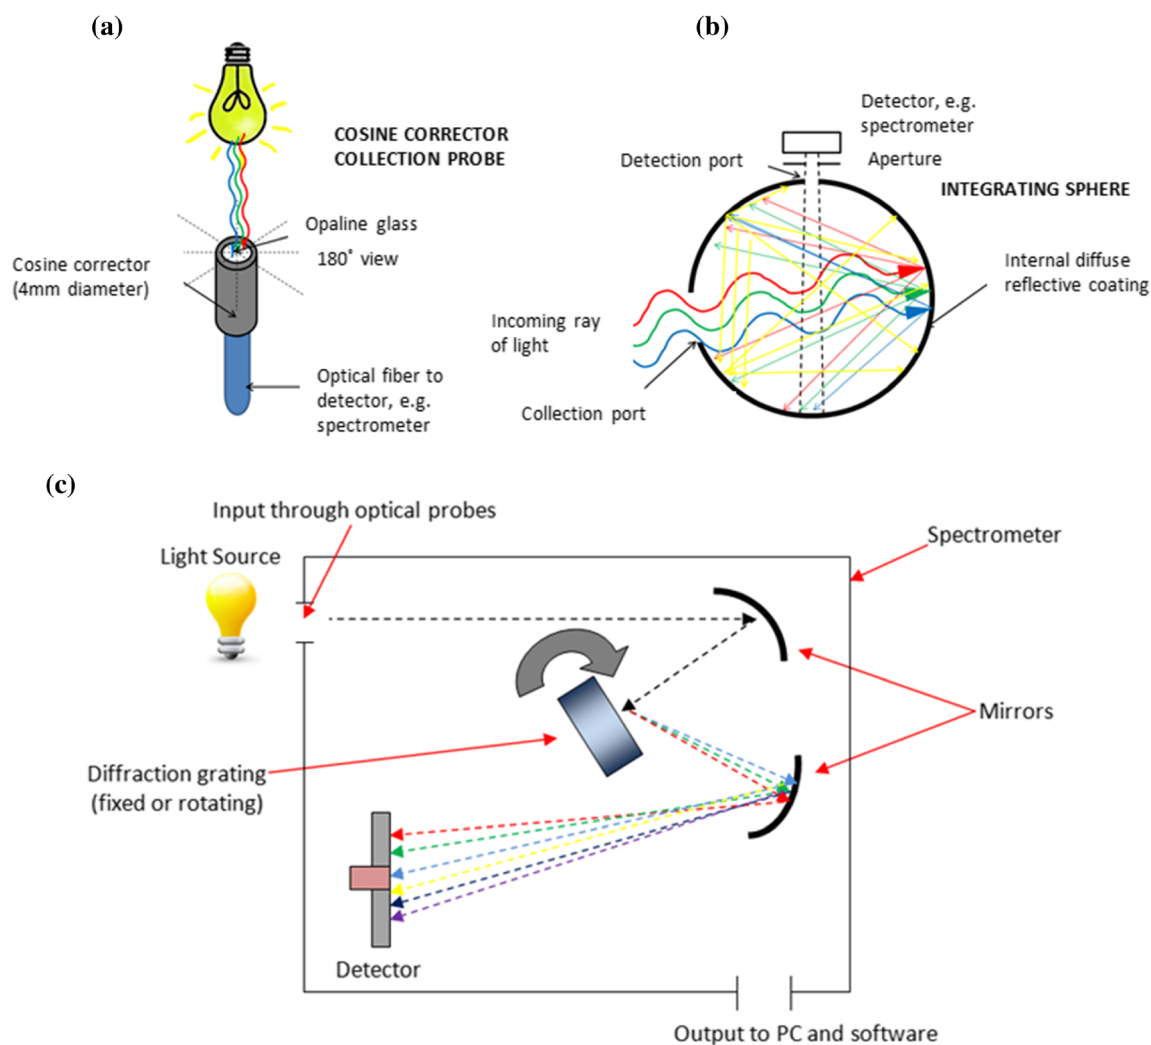 (a)
COSINE CORRECTOR
COLLECTION PROBE
Opaline glass
180° view
Cosine corrector
(4mm diameter)
Optical fiber to
detector, e.g.
spectrometer
(b)
Detector, e.g.
spectrometer
Detection port
Aperture
INTEGRATING SPHERE
Internal diffuse
reflective coating
Incoming ray
of light
Collection port
(c)
Input through optical probes
Light Source
Spectrometer
Mirrors
Diffraction grating
(fixed or rotating)
Detector
Output to PC and software